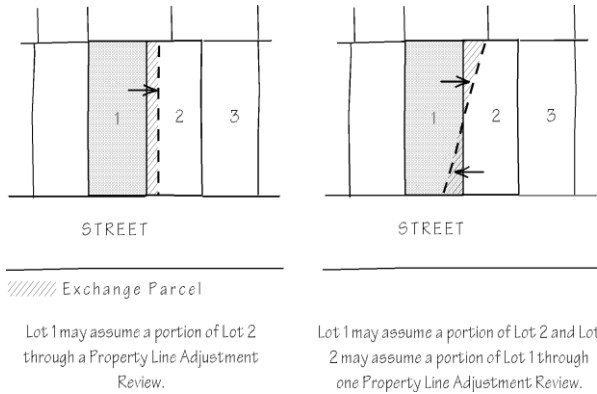 1 2 3
1 2 3
STREET
STREET
Exchange Parcel
Lot 1 may assume a portion of Lot 2
through a Property Line Adjustment
Review.
Lot 1 may assume a portion of Lot 2 and Lot
2 may assume a portion of Lot 1 through
one Property Line Adjustment Review.